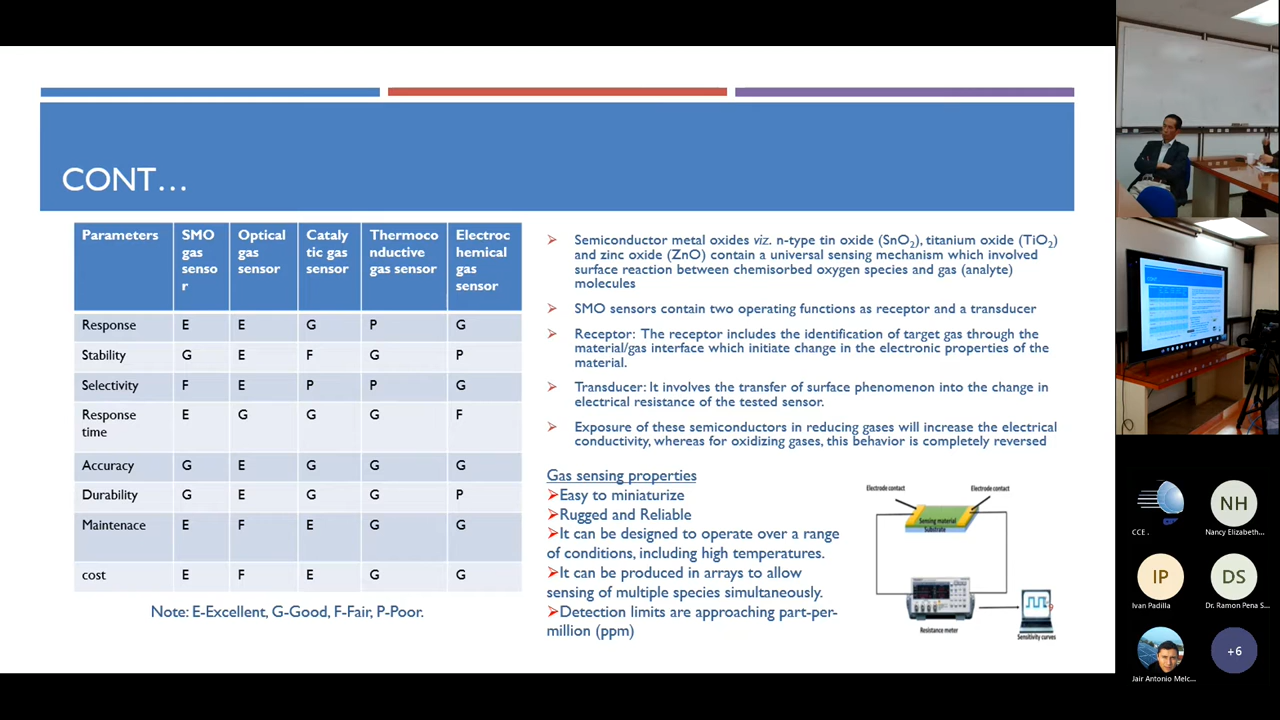 CONT...
Parameters SMO gas senso r Optical gas sensor Cataly tic gas sensor Thermoco nductive gas sensor Electroc hemical gas sensor
Response E E G P G
Stability G E F G P
Selectivity F E P P G
Response time E G G G F
Accuracy G E G G G
Durability G E G G P
Maintenace E F E G G
cost E F E G G
Note: E-Excellent, G-Good, F-Fair, P-Poor.
➢ Semiconductor metal oxides viz. n-type tin oxide (SnO₂), titanium oxide (TiO₂)
and zinc oxide (ZnO) contain a universal sensing mechanism which involved
surface reaction between chemisorbed oxygen species and gas (analyte)
molecules
➢ SMO sensors contain two operating functions as receptor and a transducer
➢ Receptor: The receptor includes the identification of target gas through the
material/gas interface which initiate change in the electronic properties of the
material.
➢ Transducer: It involves the transfer of surface phenomenon into the change in
electrical resistance of the tested sensor.
➢ Exposure of these semiconductors in reducing gases will increase the electrical
conductivity, whereas for oxidizing gases, this behavior is completely reversed
Gas sensing properties
➢Easy to miniaturize
➢Rugged and Reliable
➢It can be designed to operate over a range
of conditions, including high temperatures.
➢It can be produced in arrays to allow
sensing of multiple species simultaneously.
➢Detection limits are approaching part-per-
million (ppm)
Electrode contact
Electrode contact
Sensing material
Substrate
Resistance meter
Sensitivity curves
CCE .
NH
Nancy Elizabeth...
IP
Ivan Padilla
DS
Dr. Ramon Pena S...
Jair Antonio Melc...
+6